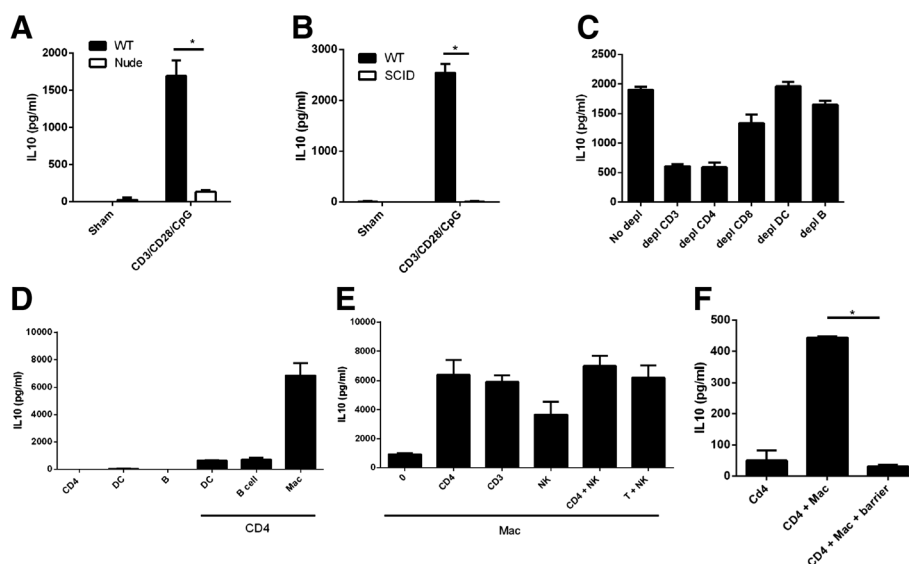 A
IL10 (pg/ml)
2000
1500
1000
500
0
WT
Nude
*
Sham
CD3/CD28/CpG
B
IL10 (pg/ml)
3000
2000
1000
0
WT
SCID
*
Sham
CD3/CD28/CpG
C
IL10 (pg/ml)
2500
2000
1500
1000
500
0
No depl
depl CD3
depl CD4
depl CD8
depl DC
depl B
D
IL10 (pg/ml)
10000
8000
6000
4000
2000
0
CD4
DC
B
DC
B cell
Mac
CD4
E
IL10 (pg/ml)
10000
8000
6000
4000
2000
0
0
CD4
CD3
NK
CD4 + NK
T + NK
Mac
F
IL10 (pg/ml)
500
400
300
200
100
0
*
Cd4
CD4 + Mac
CD4 + Mac + barrier